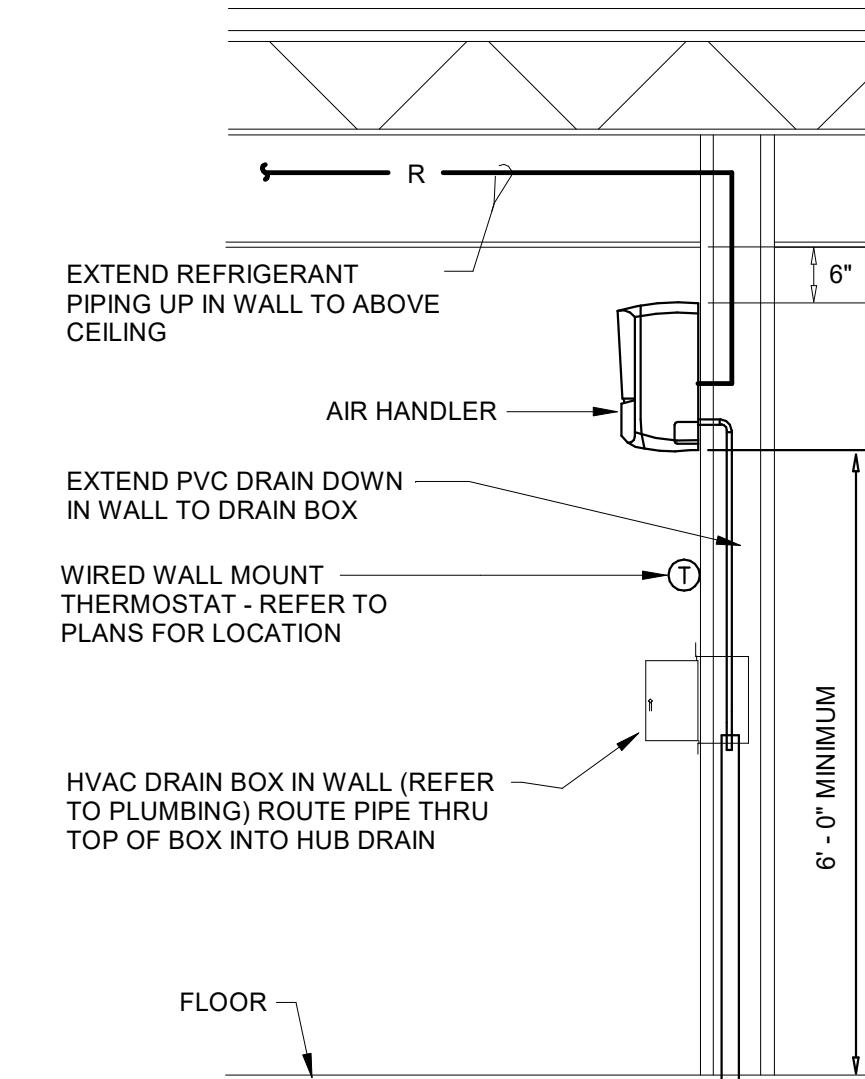 R
EXTEND REFRIGERANT
PIPING UP IN WALL TO ABOVE
CEILING
6"
AIR HANDLER
EXTEND PVC DRAIN DOWN
IN WALL TO DRAIN BOX
WIRED WALL MOUNT
THERMOSTAT - REFER TO
PLANS FOR LOCATION
T
HVAC DRAIN BOX IN WALL (REFER
TO PLUMBING) ROUTE PIPE THRU
TOP OF BOX INTO HUB DRAIN
6' - 0" MINIMUM
FLOOR